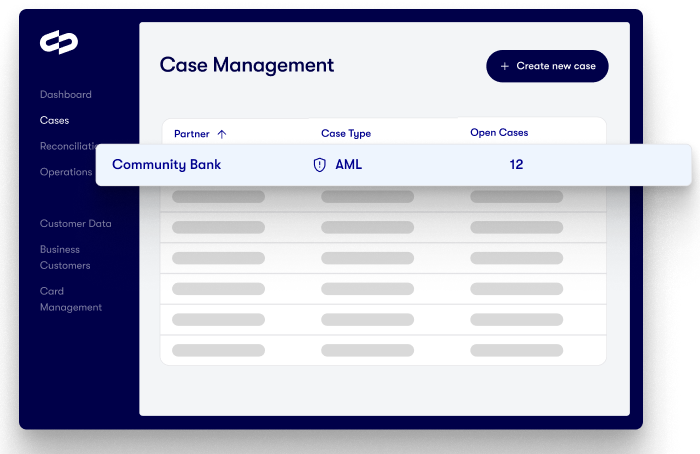 Case Management
+ Create new case
Dashboard
Cases
Reconciliati
Operations
Customer Data
Business
Customers
Card
Management
Partner ↑ Case Type Open Cases
Community Bank AML 12